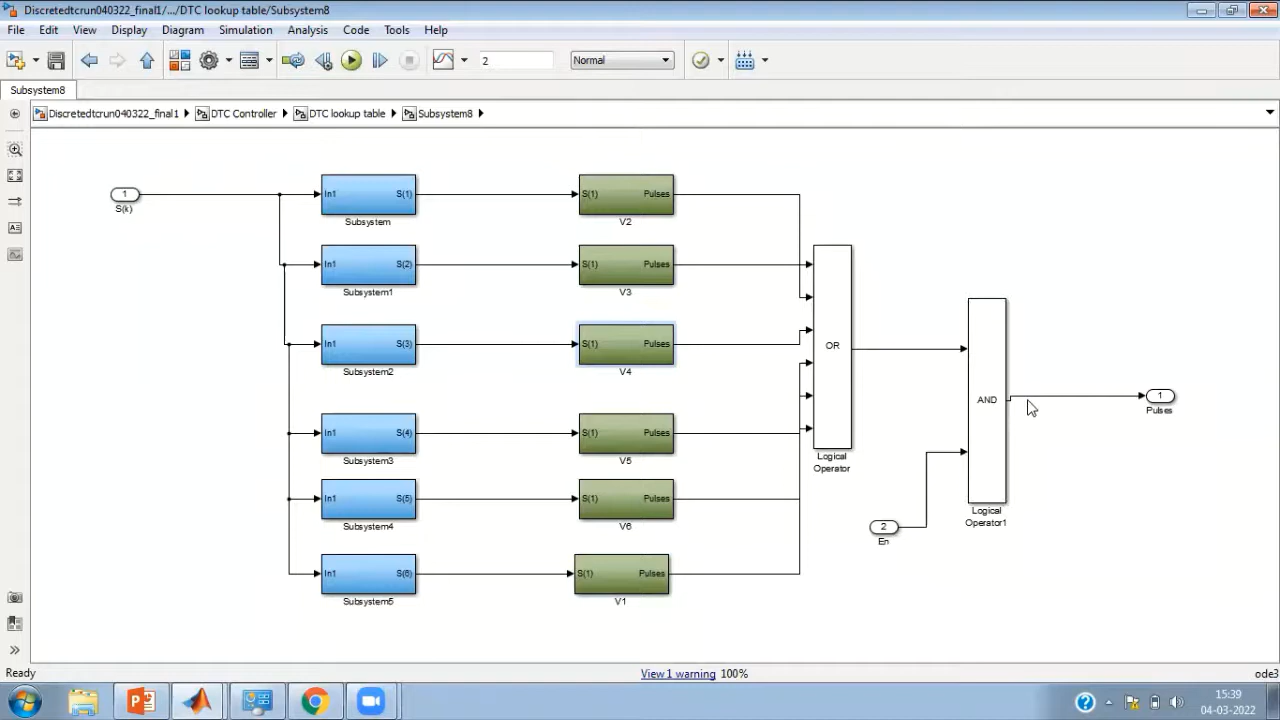 Discretedtcrun040322_final1/.../DTC lookup table/Subsystem8
File Edit View Display Diagram Simulation Analysis Code Tools Help
2 Normal
Subsystem8
Discretedtcrun040322_final1 DTC Controller DTC lookup table Subsystem8
1
S(k)
In1 S(1)
Subsystem
S(1) Pulses
V2
In1 S(2)
Subsystem1
S(1) Pulses
V3
In1 S(3)
Subsystem2
S(1) Pulses
V4
In1 S(4)
Subsystem3
S(1) Pulses
V5
In1 S(5)
Subsystem4
S(1) Pulses
V6
In1 S(6)
Subsystem5
S(1) Pulses
V1
OR
Logical
Operator
AND
Logical
Operator1
2
En
1
Pulses
Ready View 1 warning 100% ode3
15:39
04-03-2022